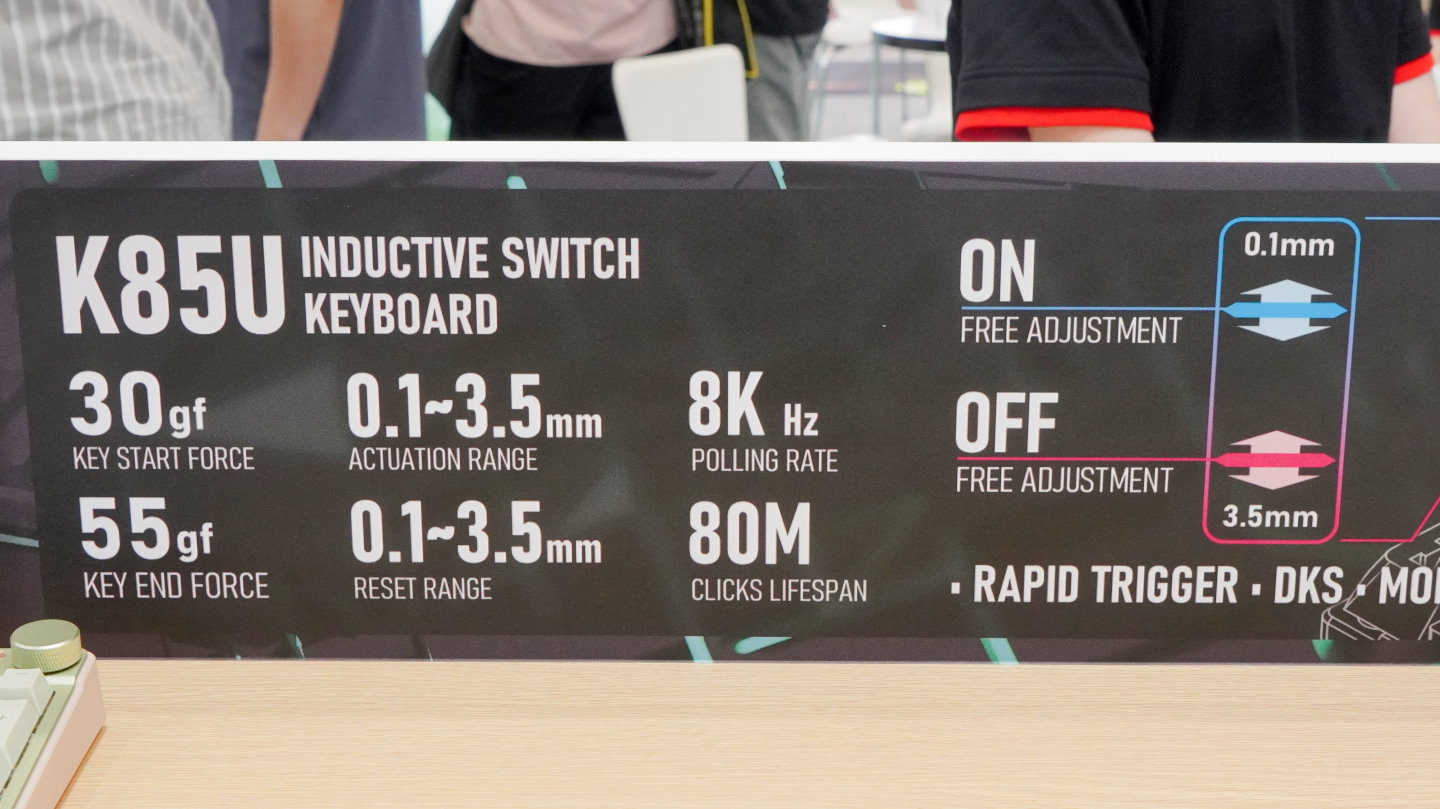 K85U INDUCTIVE SWITCH
KEYBOARD
30gf
KEY START FORCE
0.1~3.5mm
ACTUATION RANGE
8K Hz
POLLING RATE
55gf
KEY END FORCE
0.1~3.5mm
RESET RANGE
80M
CLICKS LIFESPAN
ON
FREE ADJUSTMENT
OFF
FREE ADJUSTMENT
0.1mm
3.5mm
· RAPID TRIGGER · DKS ·